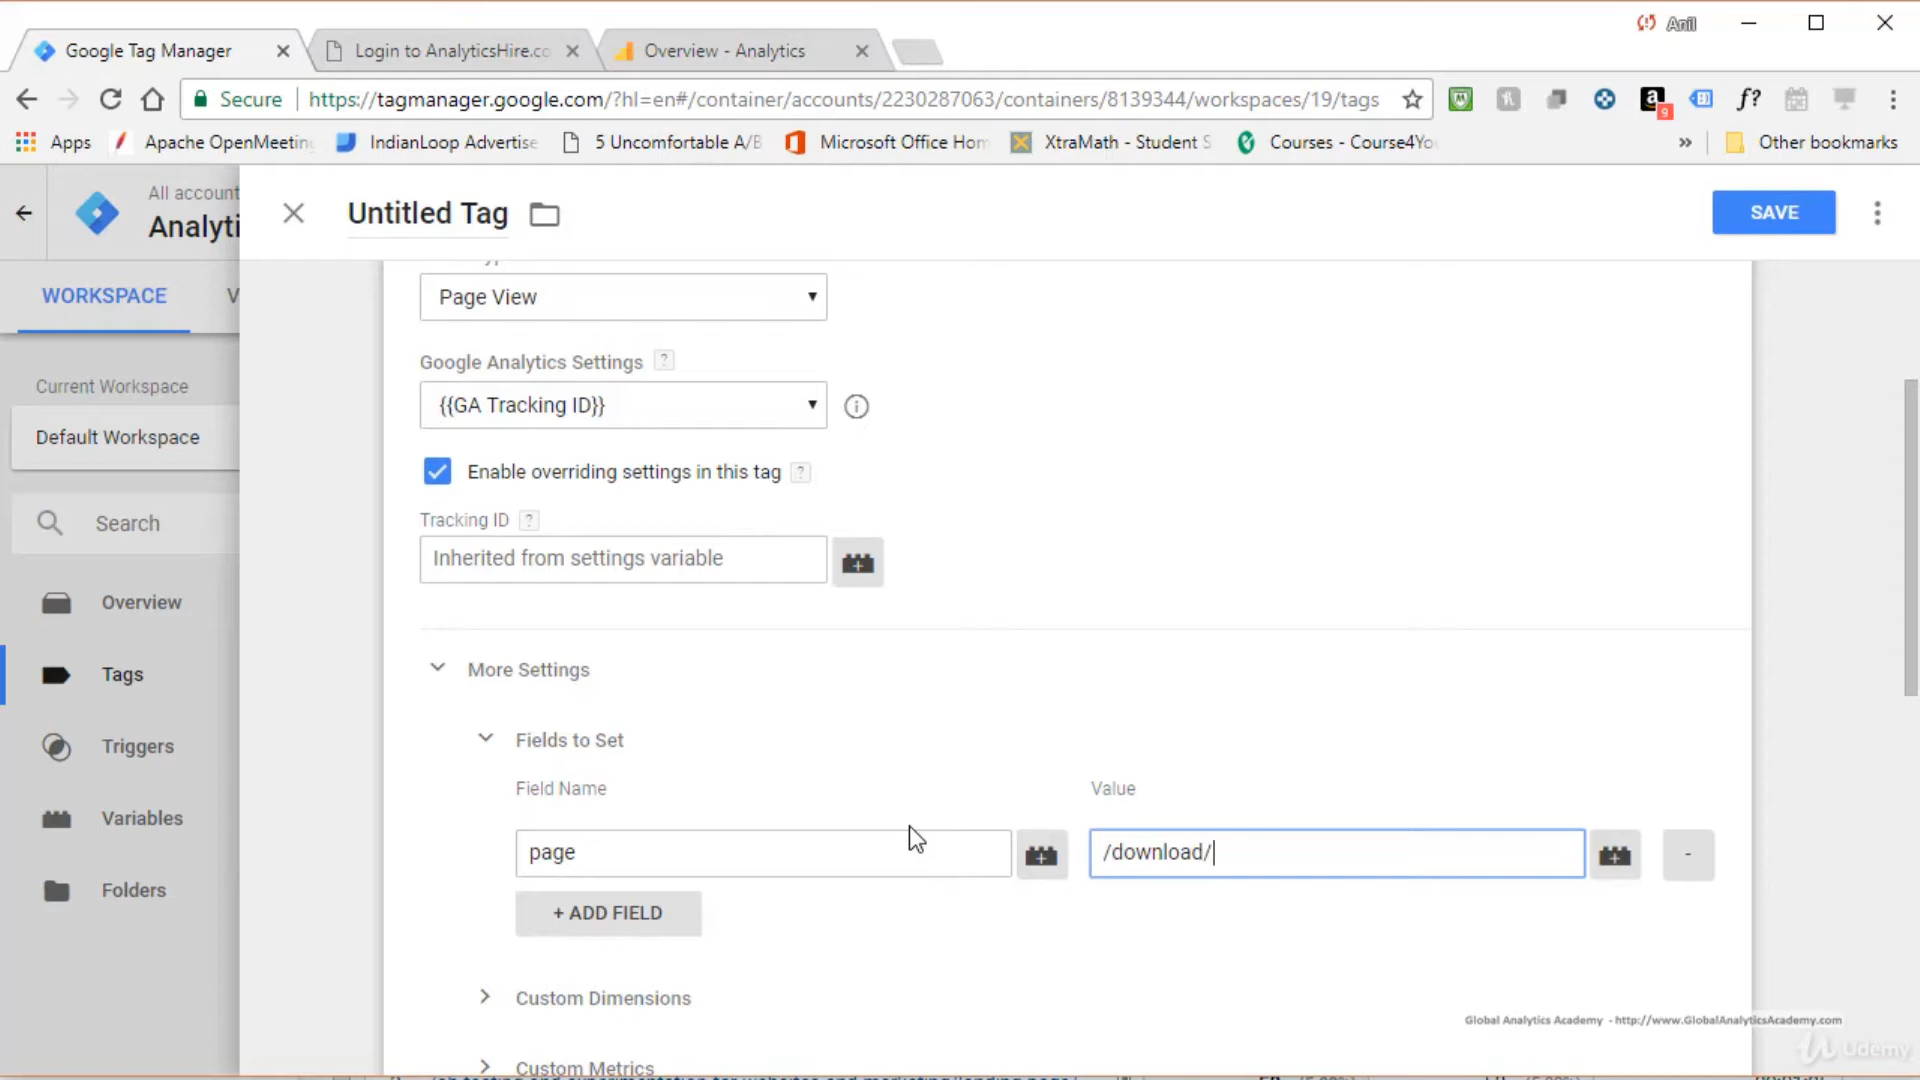 Anil
Google Tag Manager
Login to AnalyticsHire.co
Overview - Analytics
Secure
https://tagmanager.google.com/?hl=en#/container/accounts/2230287063/containers/8139344/workspaces/19/tags
9
f?
Apps
Apache OpenMeeting
IndianLoop Advertise
5 Uncomfortable A/B
Microsoft Office Hom
XtraMath - Student S
Courses - Course4Yo
»
Other bookmarks
All account
Analyti
Untitled Tag
SAVE
WORKSPACE
V
Page View
Google Analytics Settings ?
{{GA Tracking ID}}
Current Workspace
Default Workspace
Enable overriding settings in this tag ?
Tracking ID ?
Inherited from settings variable
Search
Overview
Tags
Triggers
Variables
Folders
More Settings
Fields to Set
Field Name
Value
page
/download/
-
+ ADD FIELD
Custom Dimensions
Global Analytics Academy - http://www.GlobalAnalyticsAcademy.com
Udemy
Custom Metrics